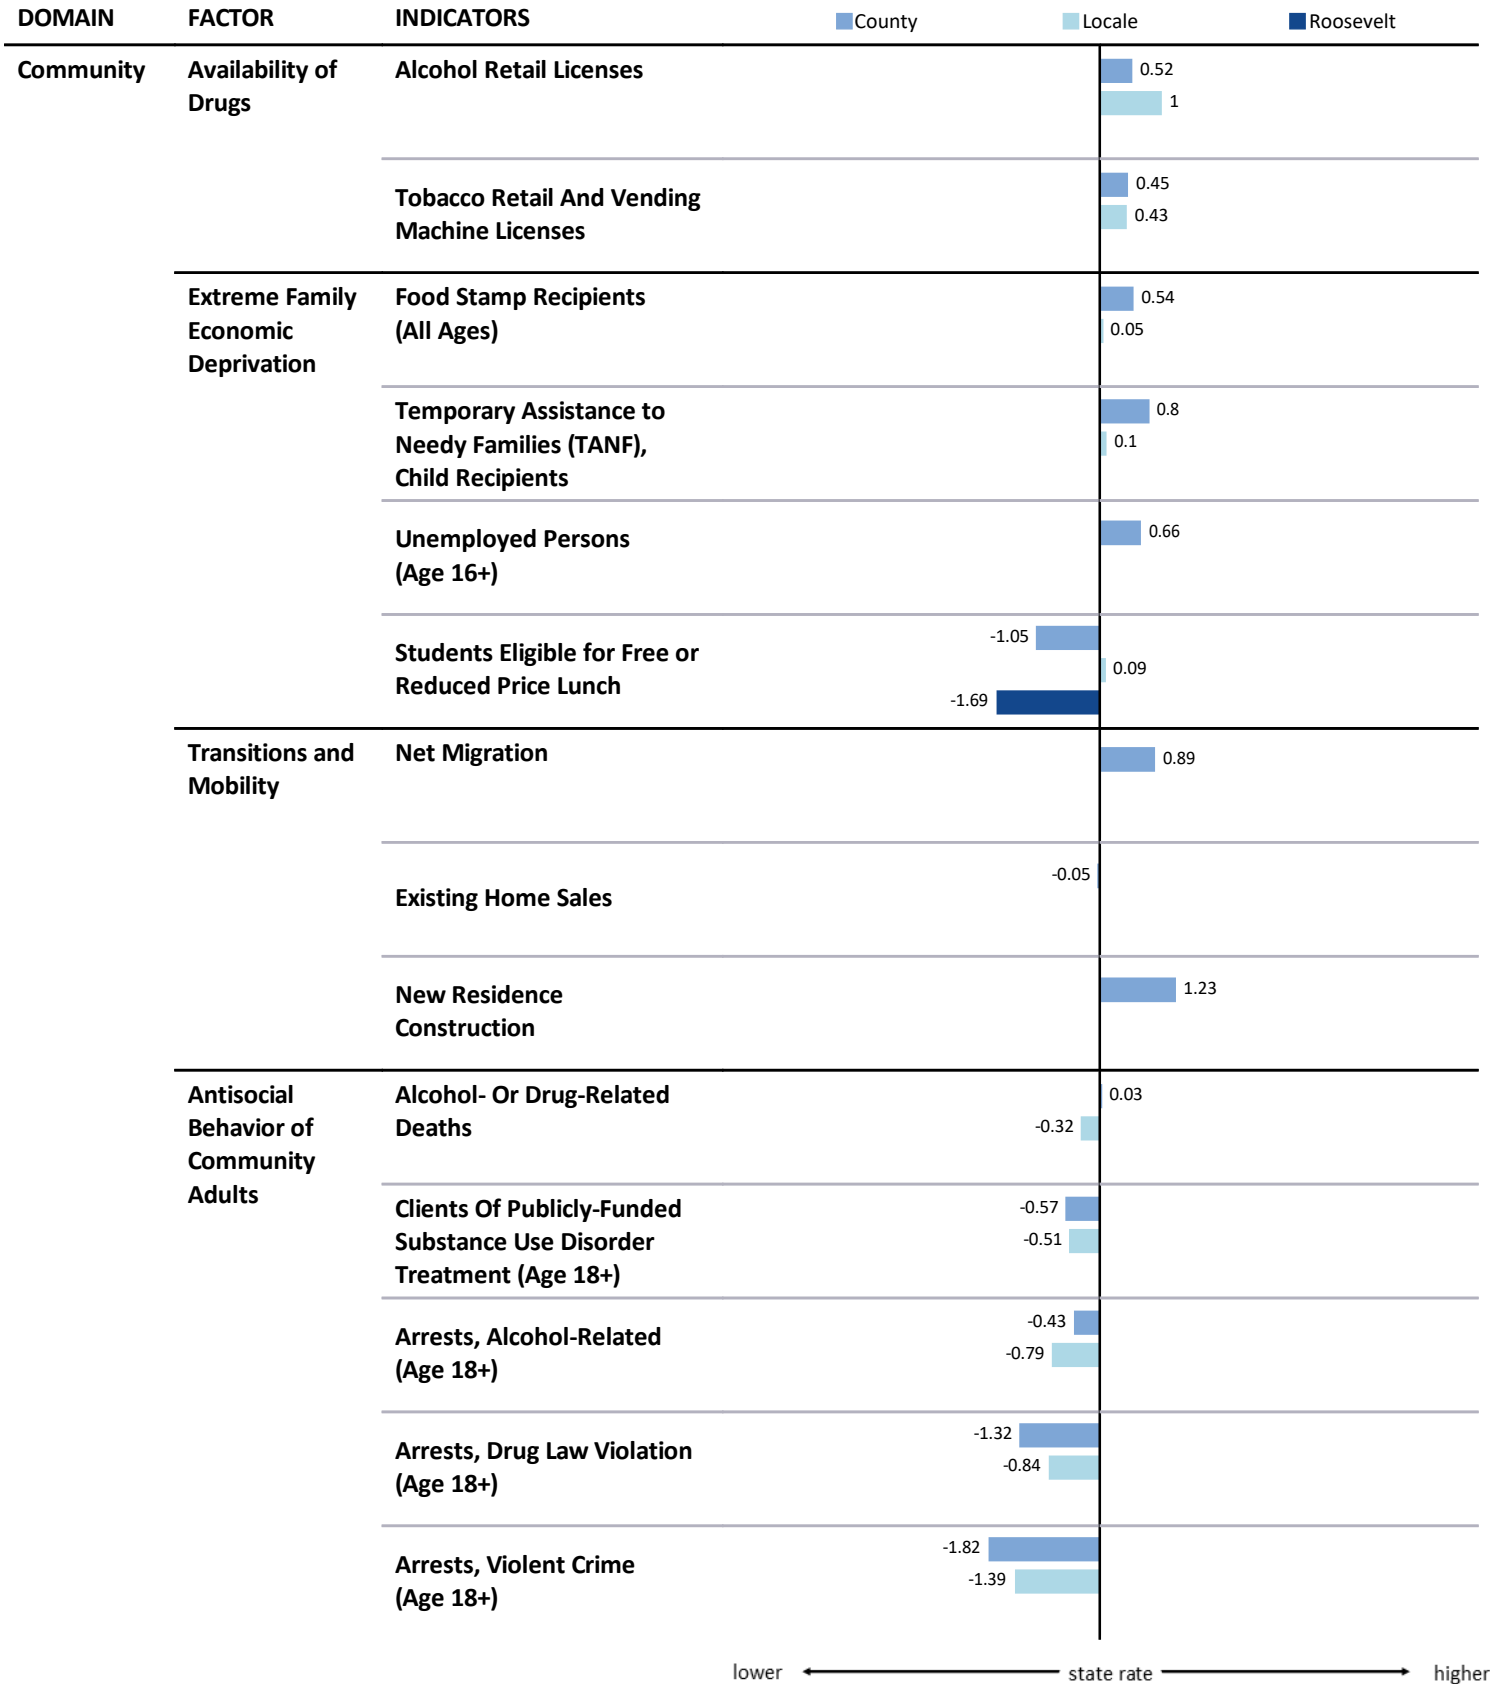 DOMAIN FACTOR INDICATORS County Locale Roosevelt
Community Availability of Drugs Alcohol Retail Licenses
0.52
1
Tobacco Retail And Vending
Machine Licenses
0.45
0.43
Extreme Family
Economic
Deprivation
Food Stamp Recipients
(All Ages)
0.54
0.05
Temporary Assistance to
Needy Families (TANF),
Child Recipients
0.8
0.1
Unemployed Persons
(Age 16+)
0.66
Students Eligible for Free or
Reduced Price Lunch
-1.05
0.09
-1.69
Transitions and
Mobility
Net Migration
0.89
Existing Home Sales
-0.05
New Residence
Construction
1.23
Antisocial
Behavior of
Community
Adults
Alcohol- Or Drug-Related
Deaths
0.03
-0.32
Clients Of Publicly-Funded
Substance Use Disorder
Treatment (Age 18+)
-0.57
-0.51
Arrests, Alcohol-Related
(Age 18+)
-0.43
-0.79
Arrests, Drug Law Violation
(Age 18+)
-1.32
-0.84
Arrests, Violent Crime
(Age 18+)
-1.82
-1.39
lower state rate higher